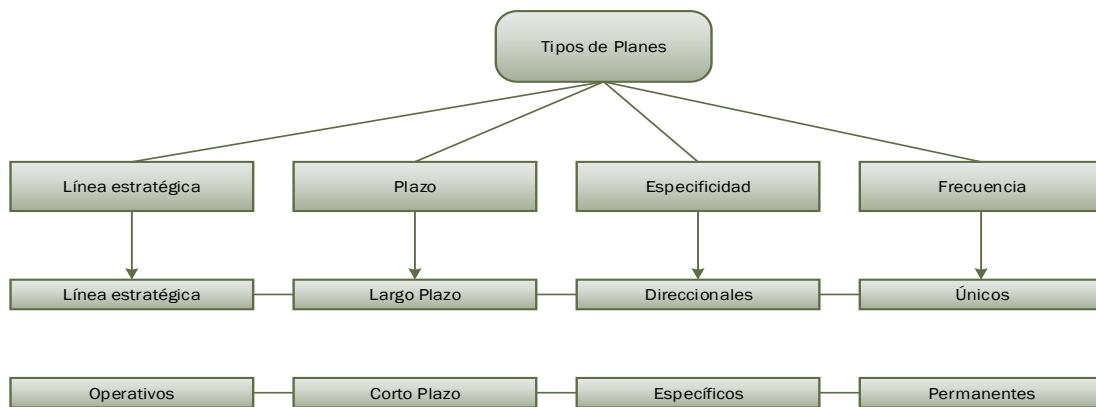 Tipos de Planes
Línea estratégica
Plazo
Especificidad
Frecuencia
Línea estratégica
Largo Plazo
Direccionales
Únicos
Operativos
Corto Plazo
Específicos
Permanentes